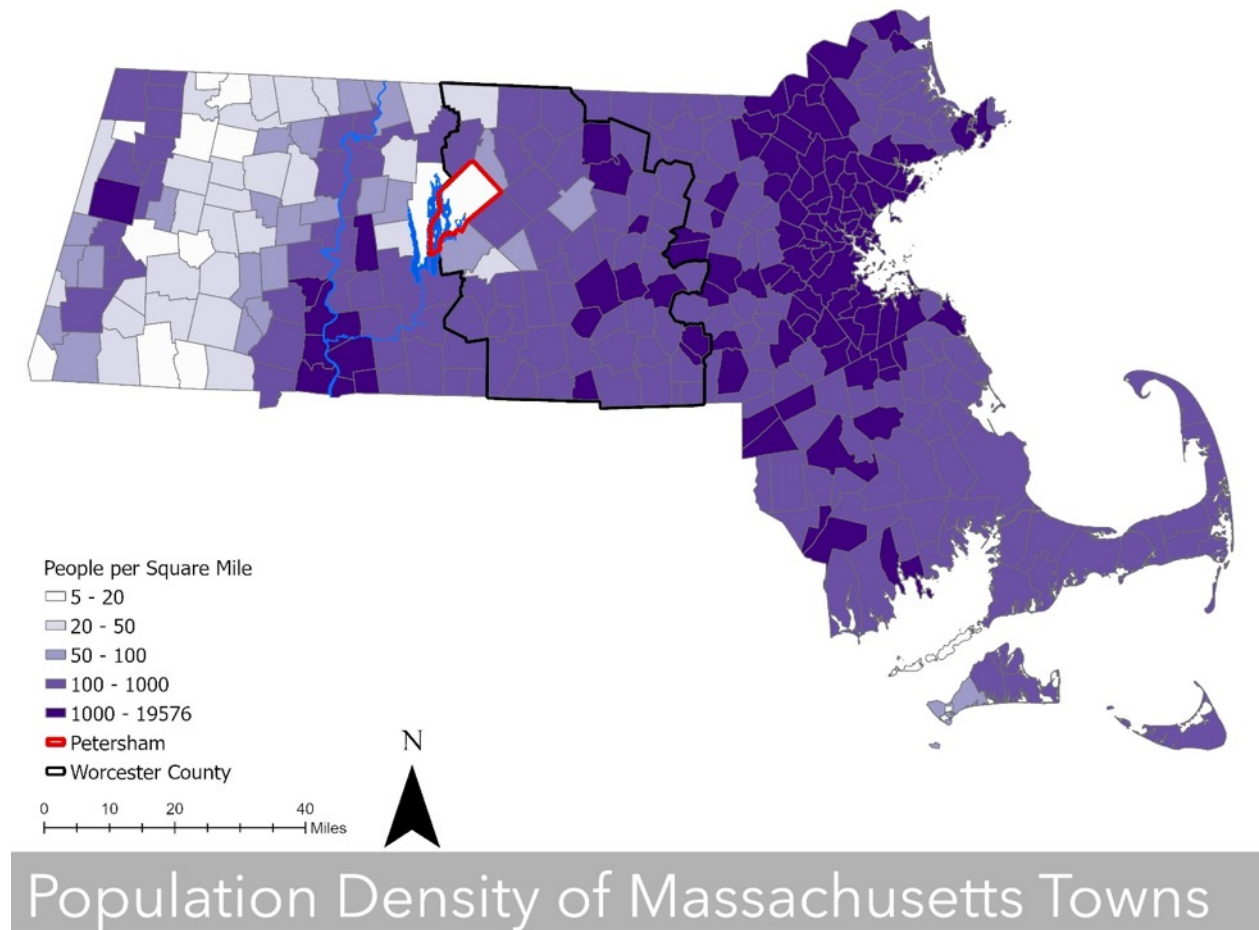 People per Square Mile
5 - 20
20 - 50
50 - 100
100 - 1000
1000 - 19576
Petersham
Worcester County
N
0 10 20 40
Miles
Population Density of Massachusetts Towns